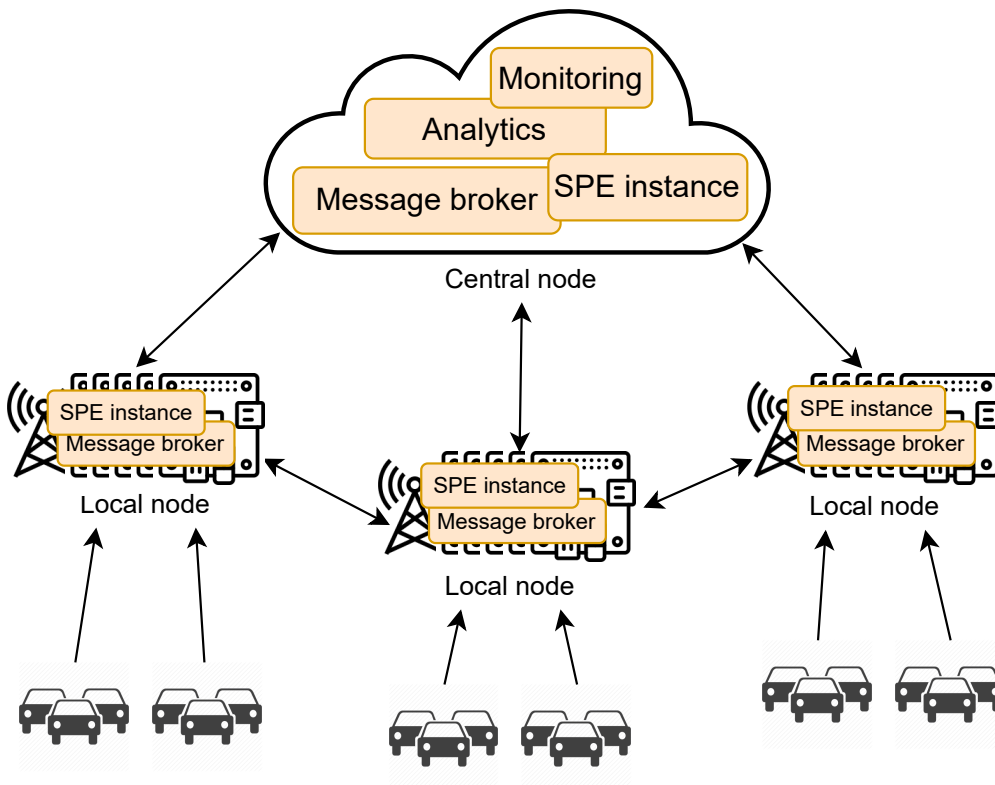 Monitoring
Analytics
Message broker
SPE instance
Central node
SPE instance
Message broker
Local node
SPE instance
Message broker
Local node
SPE instance
Message broker
Local node